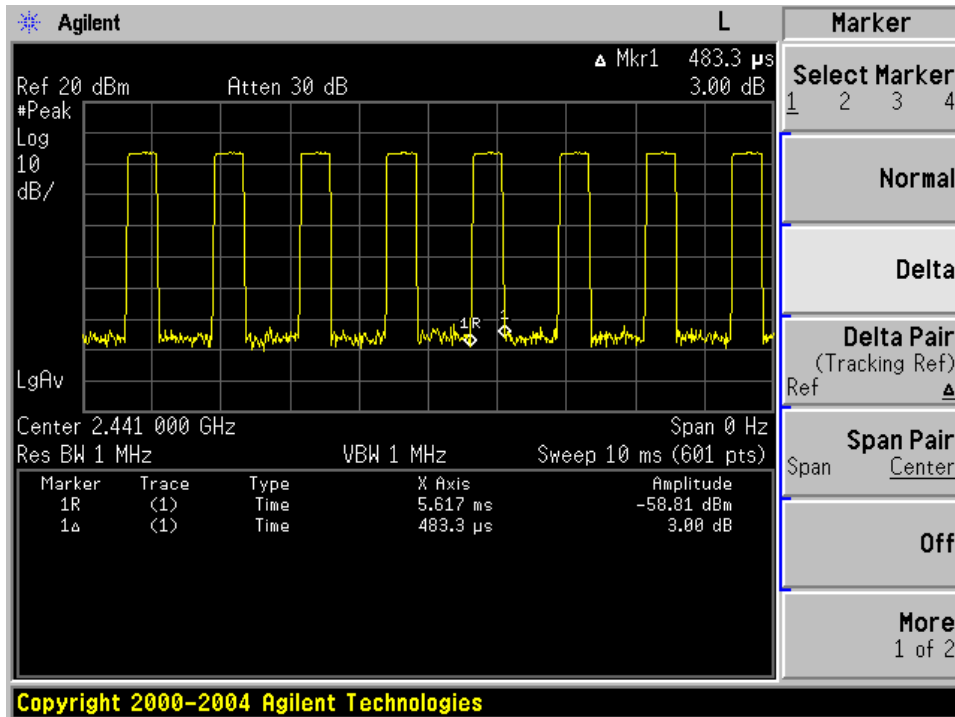 Agilent L Marker
Δ Mkr1 483.3 µs
Ref 20 dBm Atten 30 dB 3.00 dB
#Peak
Log
10
dB/
1R
1
LgAv
Center 2.441 000 GHz Span 0 Hz
Res BW 1 MHz VBW 1 MHz Sweep 10 ms (601 pts)
Marker Trace Type X Axis Amplitude
1R (1) Time 5.617 ms -58.81 dBm
1Δ (1) Time 483.3 µs 3.00 dB
Select Marker
1 2 3 4
Normal
Delta
Delta Pair
(Tracking Ref)
Ref Δ
Span Pair
Span Center
Off
More
1 of 2
Copyright 2000-2004 Agilent Technologies